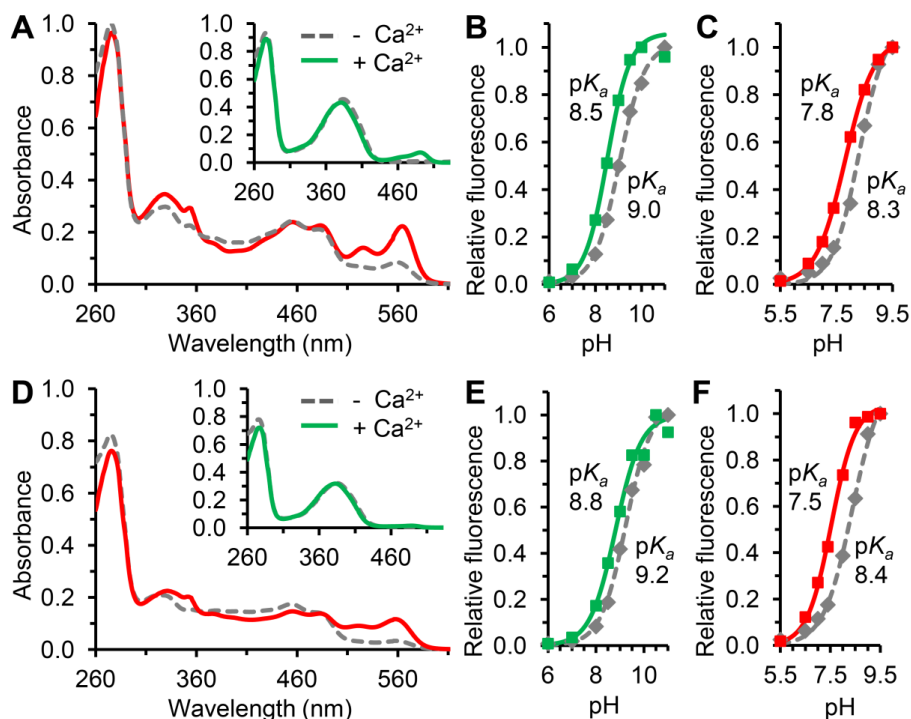 A
Absorbance
1.0
0.8
0.6
0.4
0.2
0.0
260
360
460
560
Wavelength (nm)
1.0
0.8
0.6
0.4
0.2
0.0
260
360
460
- Ca²⁺
+ Ca²⁺
B
Relative fluorescence
1.0
0.8
0.6
0.4
0.2
0.0
6
8
10
pH
pKa
8.5
pKa
9.0
C
Relative fluorescence
1.0
0.8
0.6
0.4
0.2
0.0
5.5
7.5
9.5
pH
pKa
7.8
pKa
8.3
D
Absorbance
1.0
0.8
0.6
0.4
0.2
0.0
260
360
460
560
Wavelength (nm)
1.0
0.8
0.6
0.4
0.2
0.0
260
360
460
- Ca²⁺
+ Ca²⁺
E
Relative fluorescence
1.0
0.8
0.6
0.4
0.2
0.0
6
8
10
pH
pKa
8.8
pKa
9.2
F
Relative fluorescence
1.0
0.8
0.6
0.4
0.2
0.0
5.5
7.5
9.5
pH
pKa
7.5
pKa
8.4